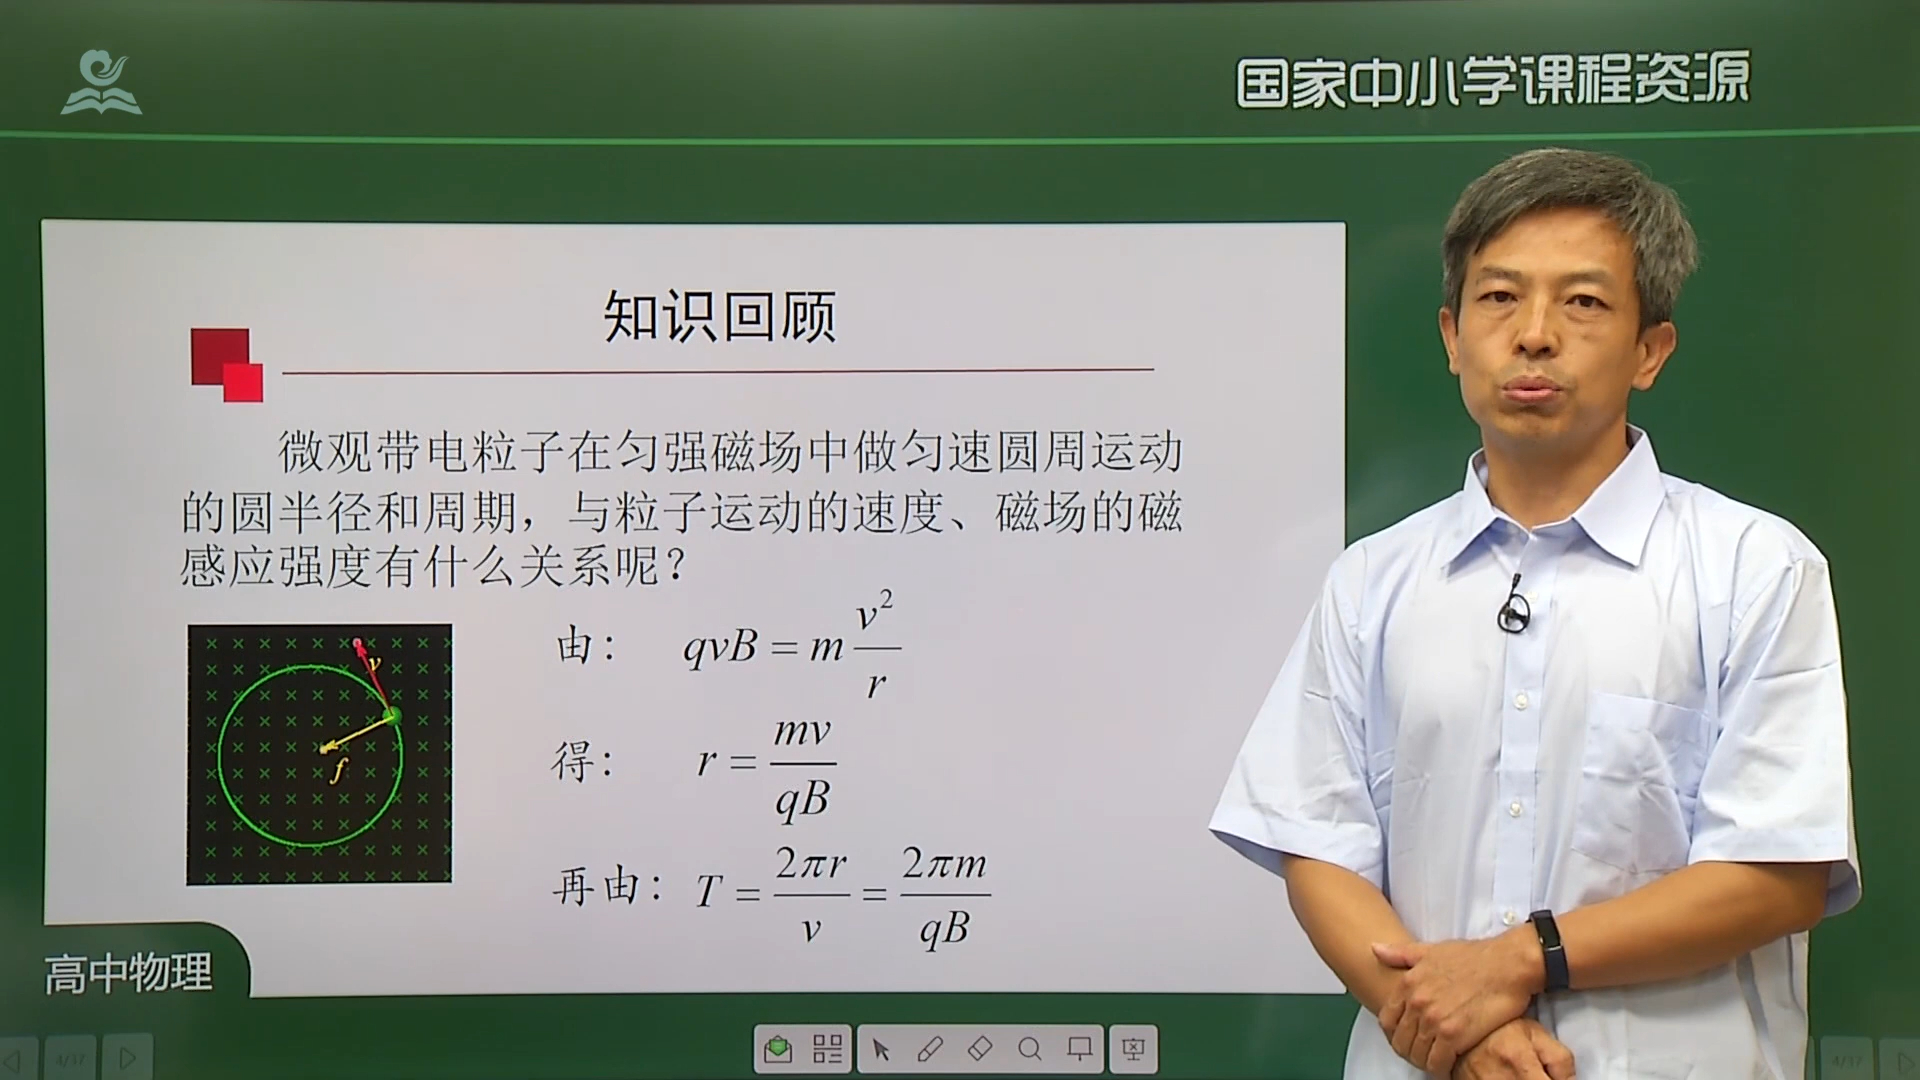 国家中小学课程资源
知识回顾
微观带电粒子在匀强磁场中做匀速圆周运动
的圆半径和周期，与粒子运动的速度、磁场的磁
感应强度有什么关系呢？
由： qvB = m v²/r
v
f
得： r = mv/qB
再由： T = 2πr/v = 2πm/qB
高中物理
4/37
4/37